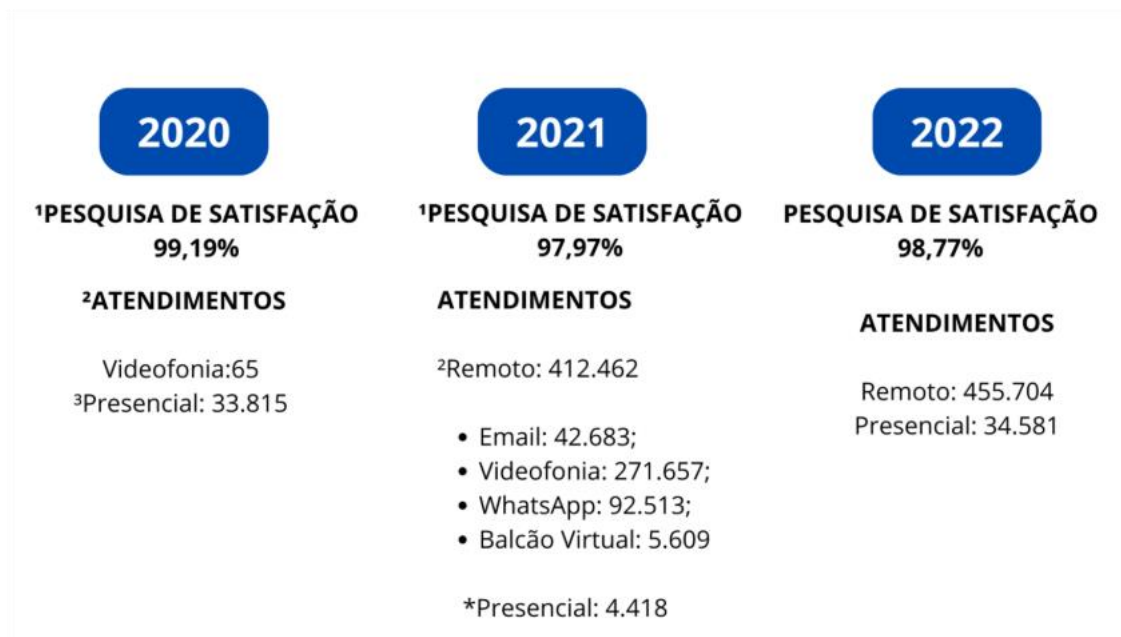 2020
¹PESQUISA DE SATISFAÇÃO
99,19%
²ATENDIMENTOS
Videofonia:65
³Presencial: 33.815
2021
¹PESQUISA DE SATISFAÇÃO
97,97%
ATENDIMENTOS
²Remoto: 412.462
• Email: 42.683;
• Videofonia: 271.657;
• WhatsApp: 92.513;
• Balcão Virtual: 5.609
*Presencial: 4.418
2022
PESQUISA DE SATISFAÇÃO
98,77%
ATENDIMENTOS
Remoto: 455.704
Presencial: 34.581